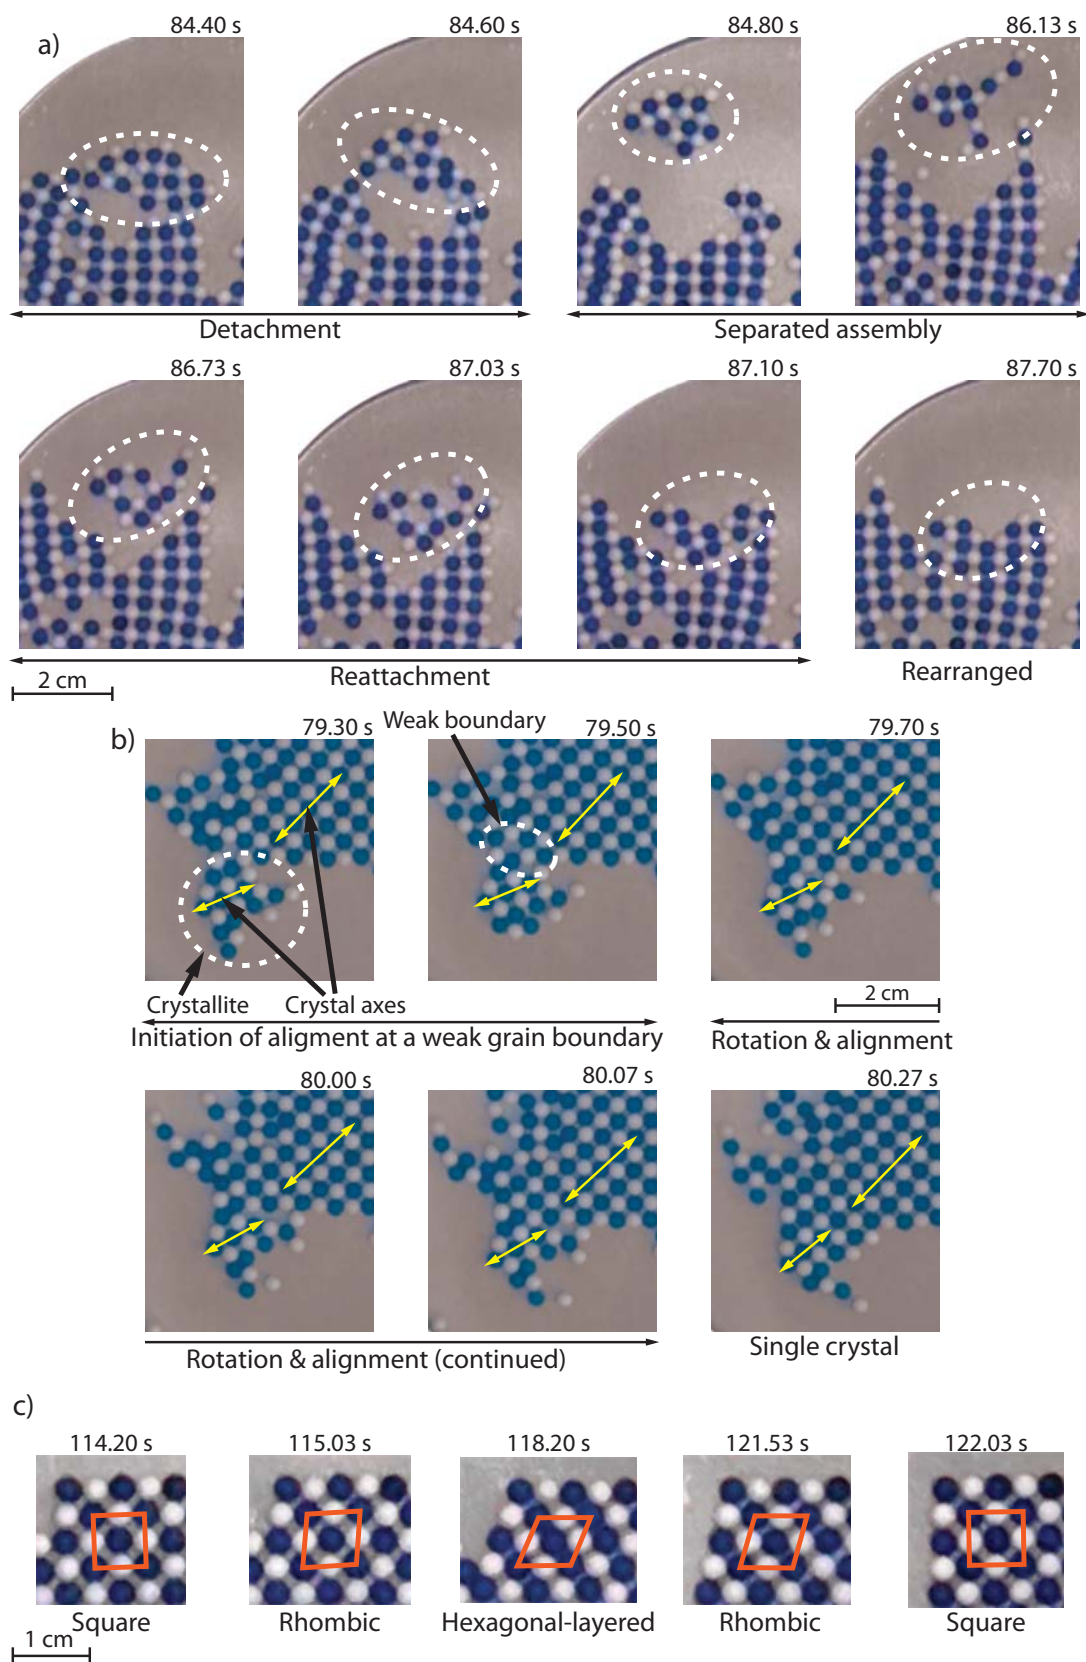 a)
84.40 s
84.60 s
84.80 s
86.13 s
Detachment
Separated assembly
86.73 s
87.03 s
87.10 s
87.70 s
Reattachment
Rearranged
2 cm
b)
Weak boundary
79.30 s
79.50 s
79.70 s
Crystallite
Crystal axes
2 cm
Initiation of aligment at a weak grain boundary
Rotation & alignment
80.00 s
80.07 s
80.27 s
Rotation & alignment (continued)
Single crystal
c)
114.20 s
115.03 s
118.20 s
121.53 s
122.03 s
Square
Rhombic
Hexagonal-layered
Rhombic
Square
1 cm